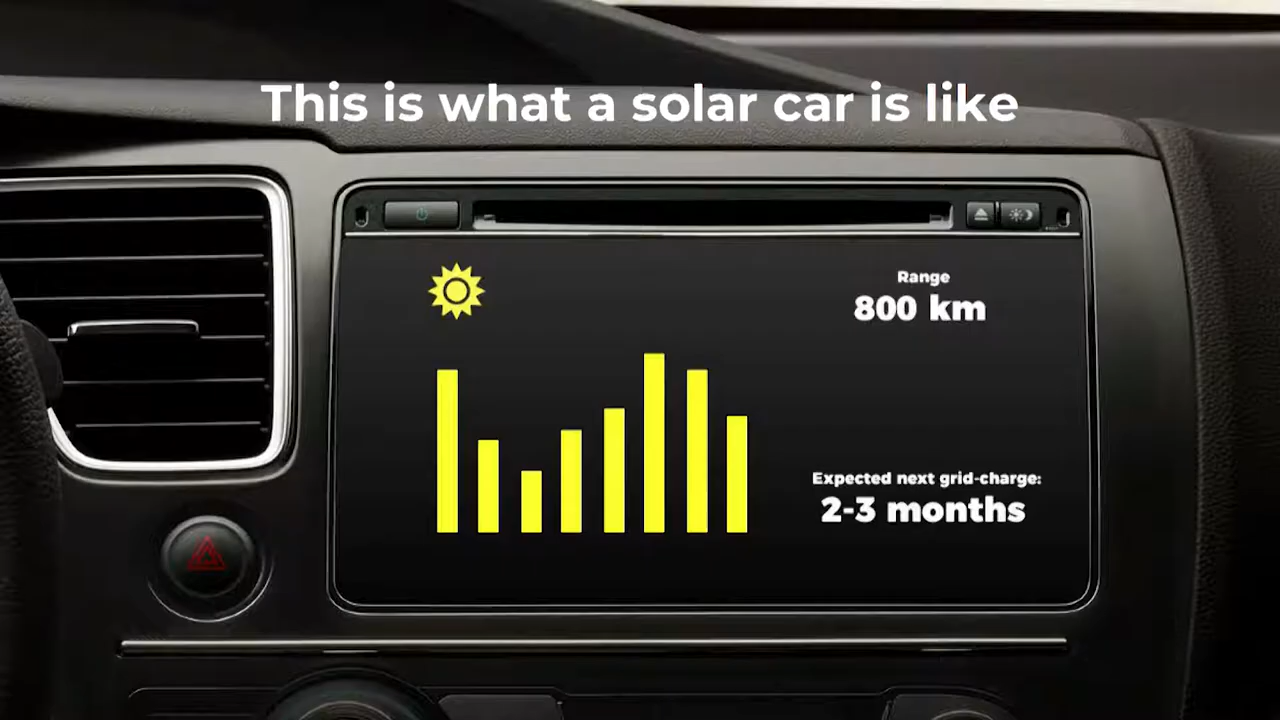 This is what a solar car is like
Range
800 km
Expected next grid-charge:
2-3 months